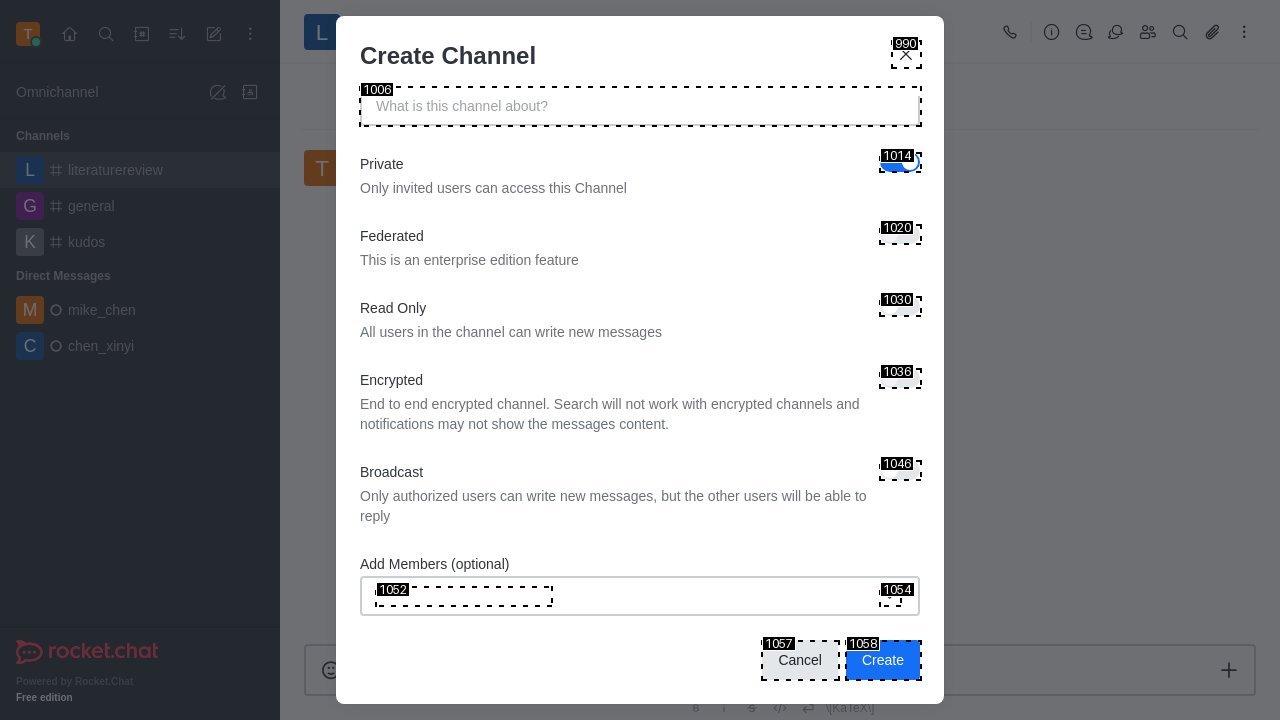 T
L
Create Channel
990
Omnichannel
1006
What is this channel about?
Channels
L literaturereview
T
Private
1014
Only invited users can access this Channel
G general
Federated
1020
K kudos
This is an enterprise edition feature
Direct Messages
M mike_chen
Read Only
1030
All users in the channel can write new messages
C chen_xinyi
Encrypted
1036
End to end encrypted channel. Search will not work with encrypted channels and
notifications may not show the messages content.
Broadcast
1046
Only authorized users can write new messages, but the other users will be able to
reply
Add Members (optional)
1052
1054
rocket.chat
1057
Cancel
1058
Create
Powered by Rocket.Chat
Free edition
\[KaTeX\]